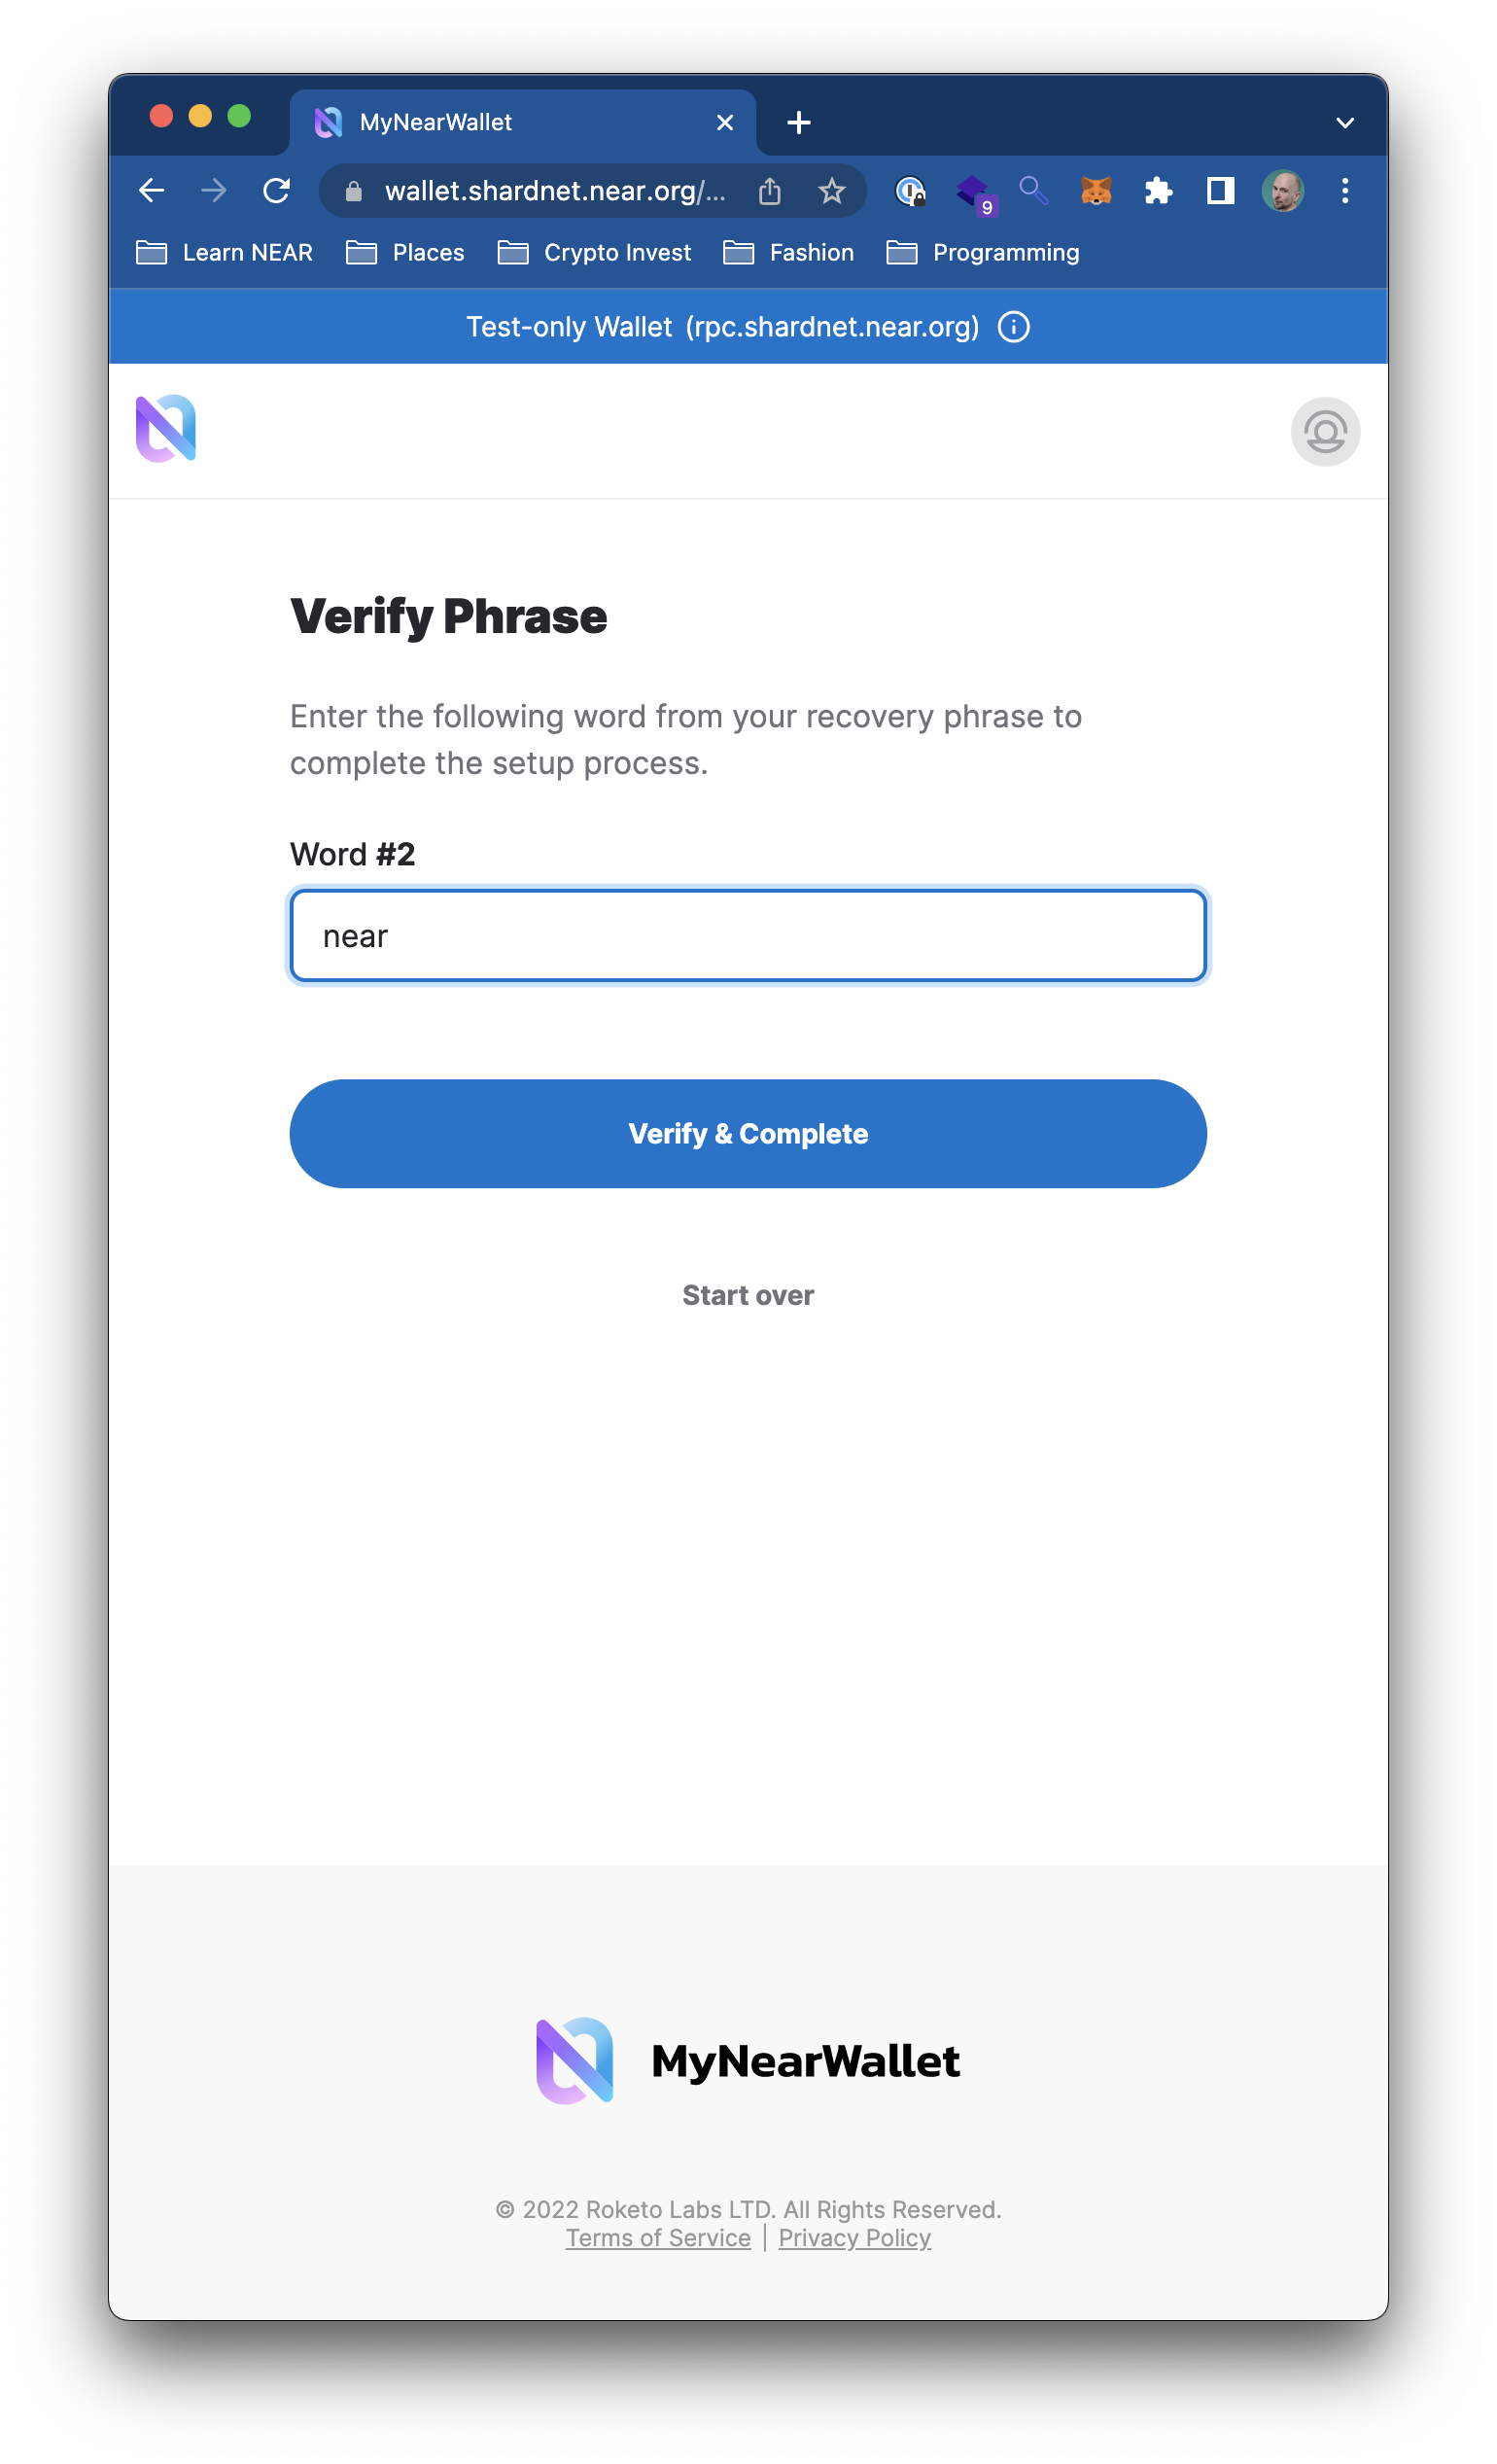 MyNearWallet
wallet.shardnet.near.org/...
9
Learn NEAR Places Crypto Invest Fashion Programming
Test-only Wallet (rpc.shardnet.near.org)
Verify Phrase
Enter the following word from your recovery phrase to
complete the setup process.
Word #2
near
Verify & Complete
Start over
MyNearWallet
© 2022 Roketo Labs LTD. All Rights Reserved.
Terms of Service | Privacy Policy